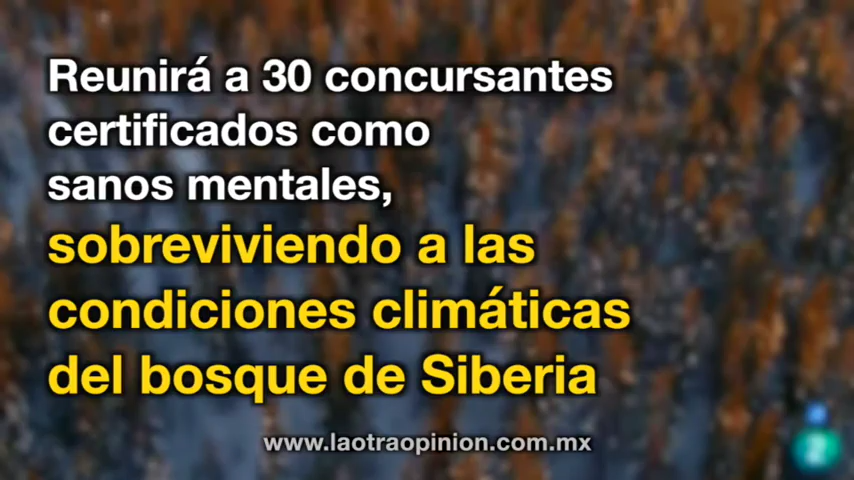 Reunirá a 30 concursantes
certificados como
sanos mentales,
sobreviviendo a las
condiciones climáticas
del bosque de Siberia
www.laotraopinion.com.mx
2